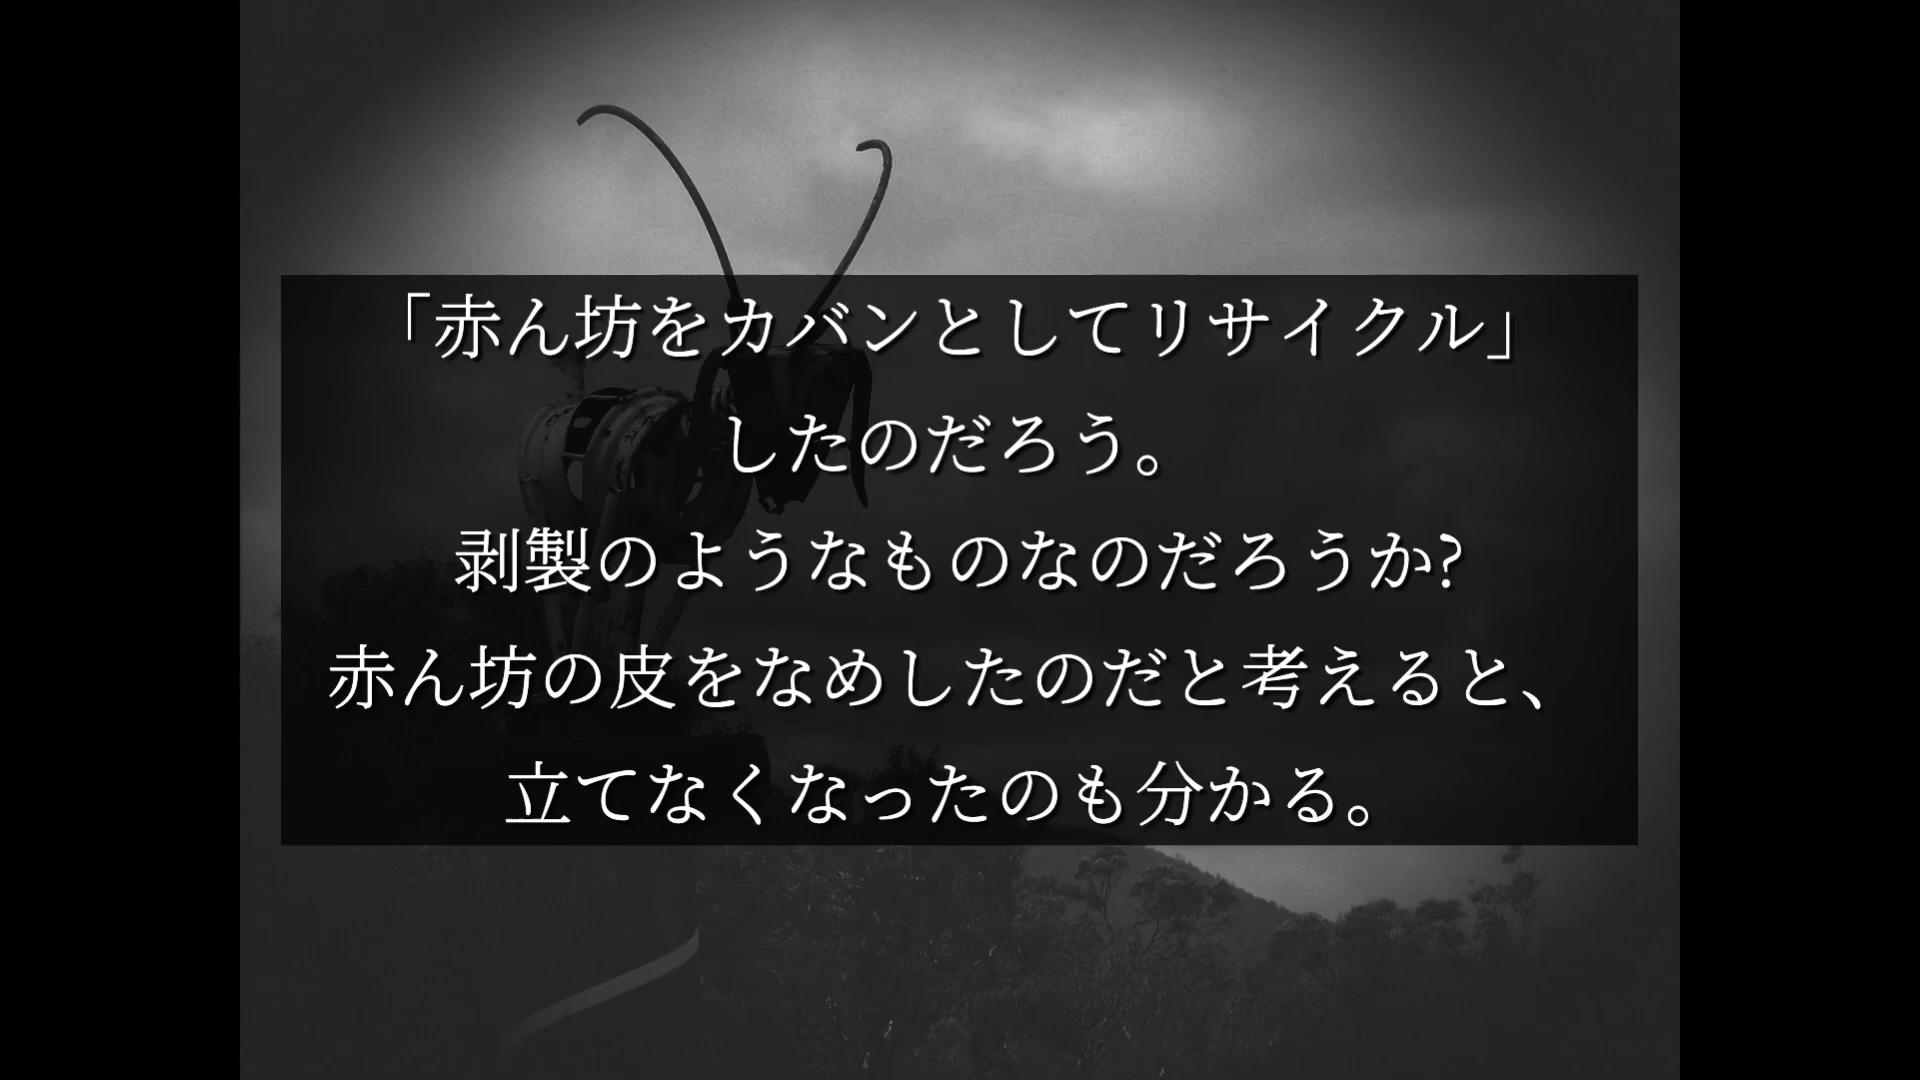 「赤ん坊をカバンとしてリサイクル」
したのだろう。
剥製のようなものなのだろうか?
赤ん坊の皮をなめしたのだと考えると、
立てなくなったのも分かる。